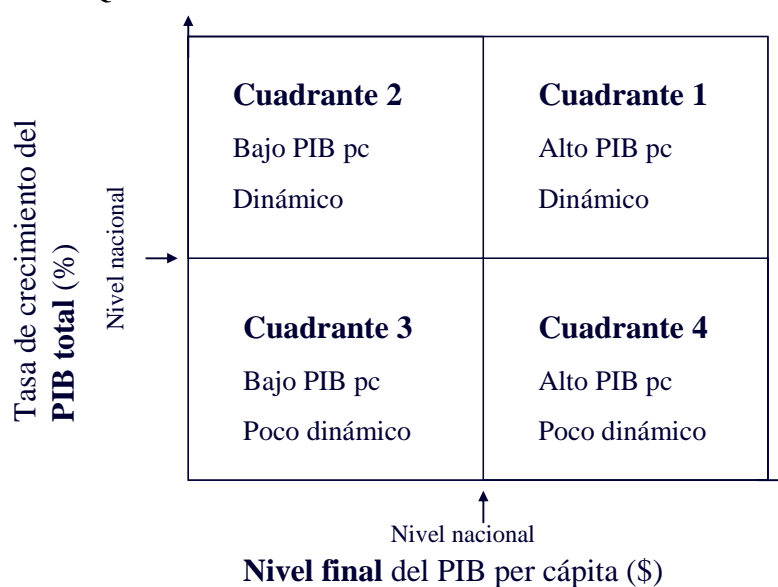 Cuadrante 2
Bajo PIB pc
Dinámico
Cuadrante 1
Alto PIB pc
Dinámico
Tasa de crecimiento del
PIB total (%)
Nivel nacional
Cuadrante 3
Bajo PIB pc
Poco dinámico
Cuadrante 4
Alto PIB pc
Poco dinámico
Nivel nacional
Nivel final del PIB per cápita ($)